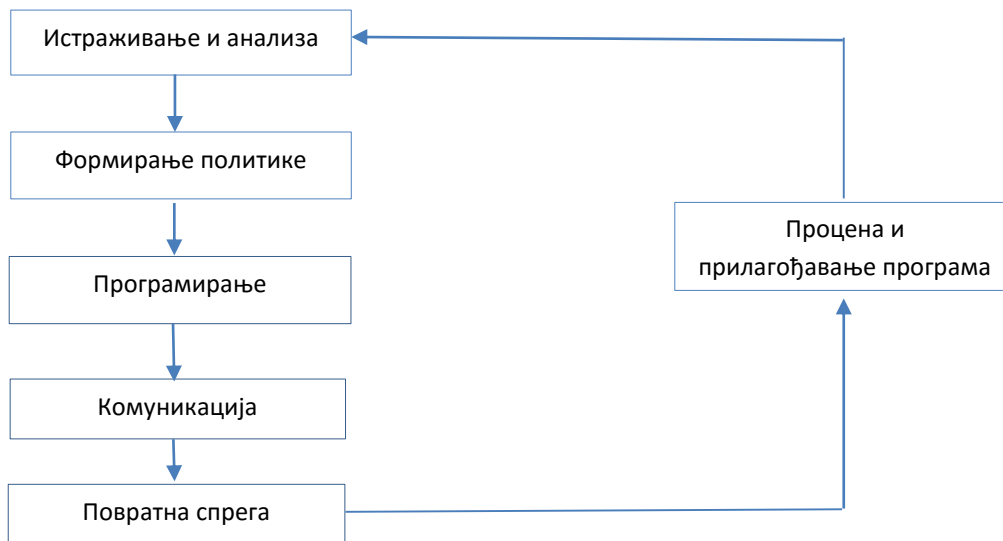 Истраживање и анализа
Формирање политике
Програмирање
Комуникација
Повратна спрега
Процена и
прилагођавање програма